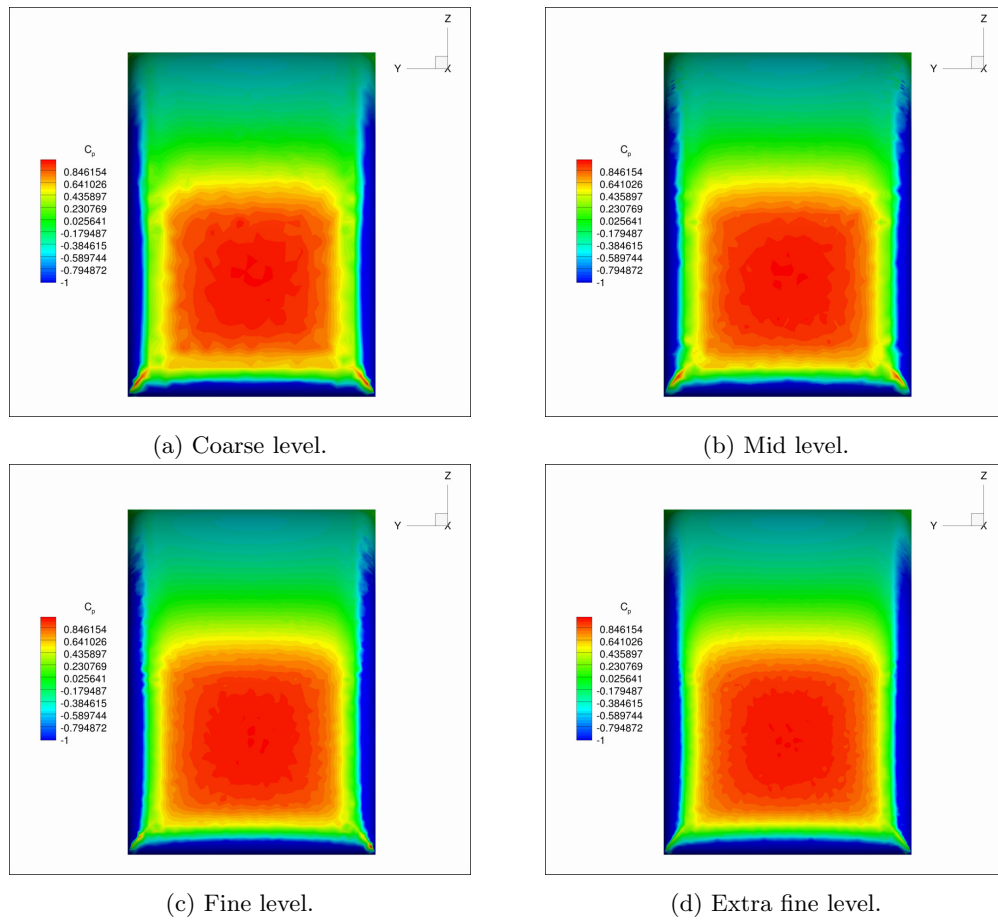 Z
Y
X
Cp
0.846154
0.641026
0.435897
0.230769
0.025641
-0.179487
-0.384615
-0.589744
-0.794872
-1
(a) Coarse level.
Z
Y
X
Cp
0.846154
0.641026
0.435897
0.230769
0.025641
-0.179487
-0.384615
-0.589744
-0.794872
-1
(b) Mid level.
Z
Y
X
Cp
0.846154
0.641026
0.435897
0.230769
0.025641
-0.179487
-0.384615
-0.589744
-0.794872
-1
(c) Fine level.
Z
Y
X
Cp
0.846154
0.641026
0.435897
0.230769
0.025641
-0.179487
-0.384615
-0.589744
-0.794872
-1
(d) Extra fine level.